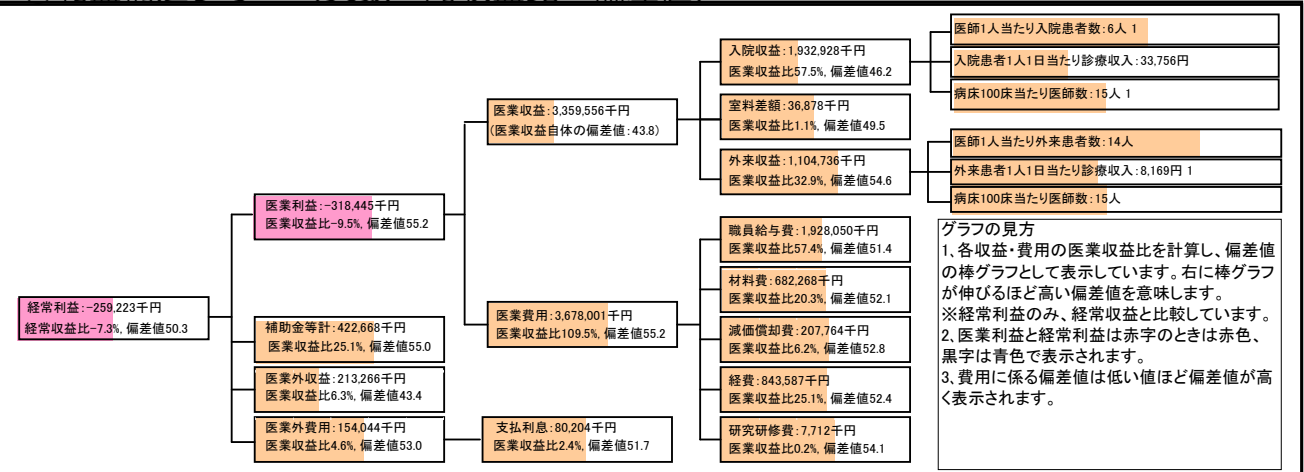 経常利益:-259,223千円
経常収益比-7.3%, 偏差値50.3
医業利益:-318,445千円
医業収益比-9.5%, 偏差値55.2
補助金等計:422,668千円
医業収益比25.1%, 偏差値55.0
医業外収益:213,266千円
医業収益比6.3%, 偏差値43.4
医業外費用:154,044千円
医業収益比4.6%, 偏差値53.0
医業収益:3,359,556千円
(医業収益自体の偏差値:43.8)
医業費用:3,678,001千円
医業収益比109.5%, 偏差値55.2
支払利息:80,204千円
医業収益比2.4%, 偏差値51.7
入院収益:1,932,928千円
医業収益比57.5%, 偏差値46.2
室料差額:36,878千円
医業収益比1.1%, 偏差値49.5
外来収益:1,104,736千円
医業収益比32.9%, 偏差値54.6
職員給与費:1,928,050千円
医業収益比57.4%, 偏差値51.4
材料費:682,268千円
医業収益比20.3%, 偏差値52.1
減価償却費:207,764千円
医業収益比6.2%, 偏差値52.8
経費:843,587千円
医業収益比25.1%, 偏差値52.4
研究研修費:7,712千円
医業収益比0.2%, 偏差値54.1
医師1人当たり入院患者数:6人 1
入院患者1人1日当たり診療収入:33,756円
病床100床当たり医師数:15人 1
医師1人当たり外来患者数:14人
外来患者1人1日当たり診療収入:8,169円 1
病床100床当たり医師数:15人
グラフの見方
1、各収益・費用の医業収益比を計算し、偏差値
の棒グラフとして表示しています。右に棒グラフ
が伸びるほど高い偏差値を意味します。
※経常利益のみ、経常収益と比較しています。
2、医業利益と経常利益は赤字のときは赤色、
黒字は青色で表示されます。
3、費用に係る偏差値は低い値ほど偏差値が高
く表示されます。